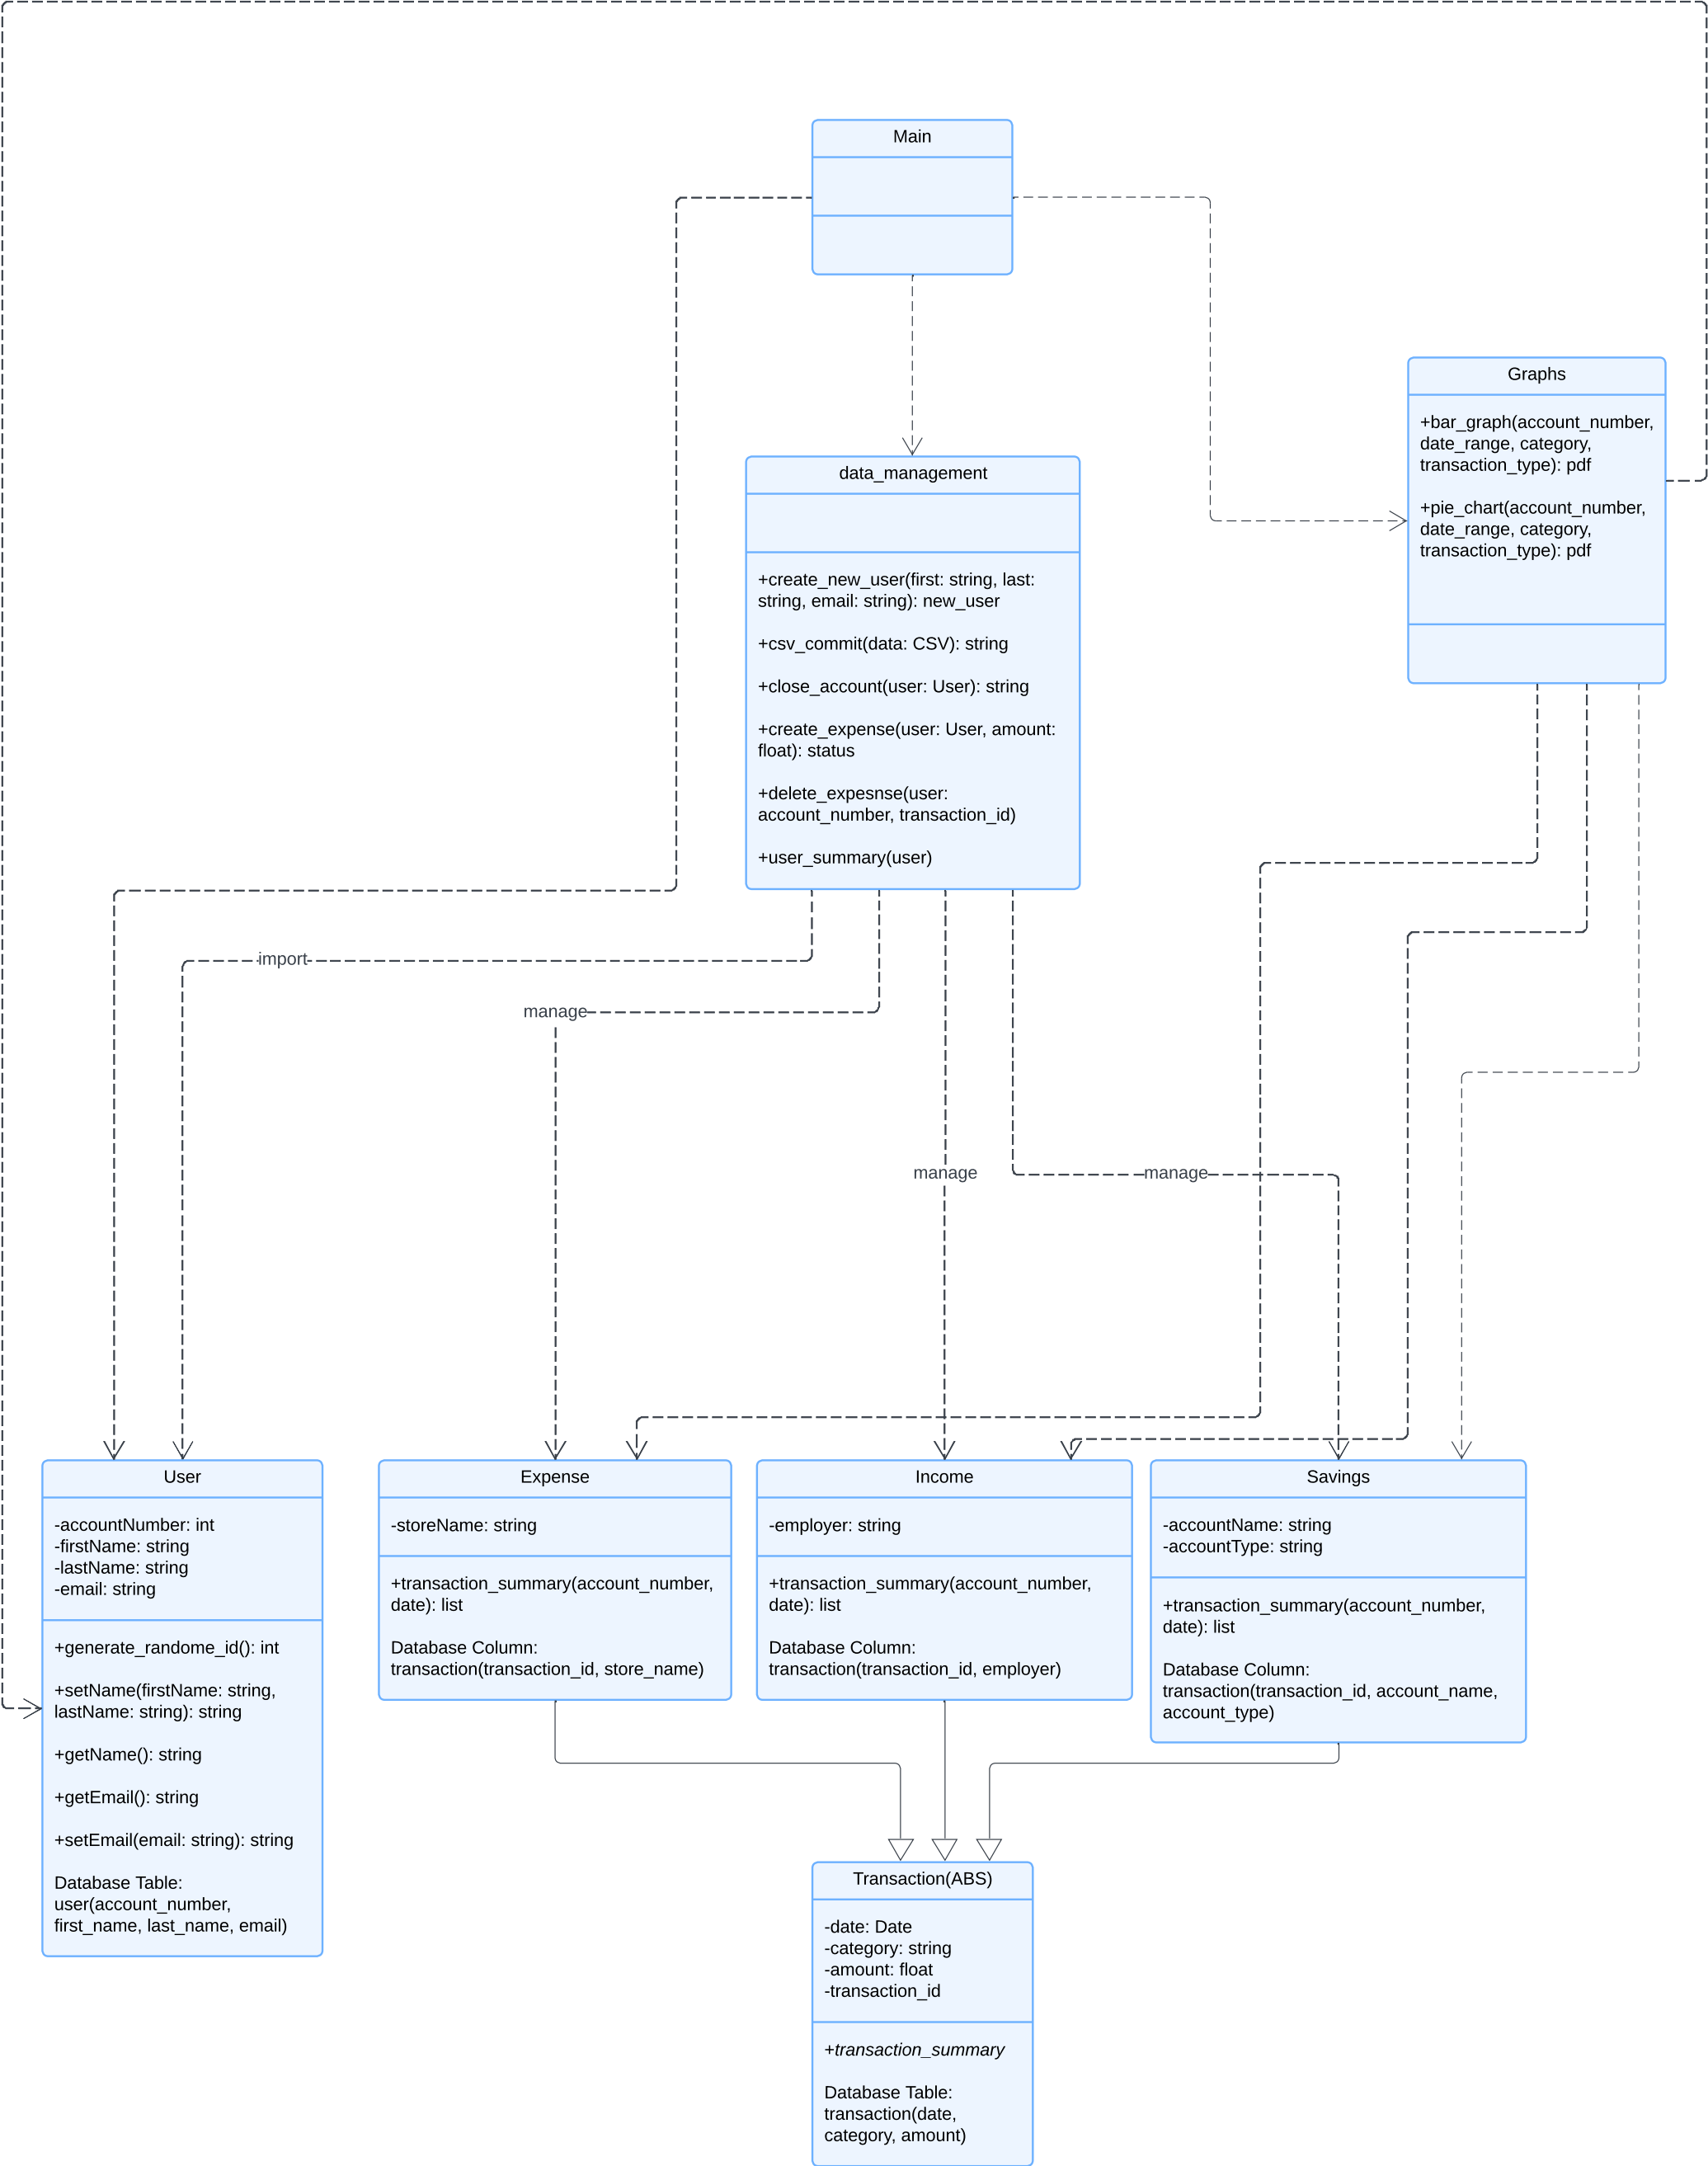 Main
Graphs
+bar_graph(account_number,
date_range, category,
transaction_type): pdf
+pie_chart(account_number,
date_range, category,
transaction_type): pdf
data_management
+create_new_user(first: string, last:
string, email: string): new_user
+csv_commit(data: CSV): string
+close_account(user: User): string
+create_expense(user: User, amount:
float): status
+delete_expesnse(user:
account_number, transaction_id)
+user_summary(user)
import
manage
manage
manage
User
-accountNumber: int
-firstName: string
-lastName: string
-email: string
+generate_randome_id(): int
+setName(firstName: string,
lastName: string): string
+getName(): string
+getEmail(): string
+setEmail(email: string): string
Database Table:
user(account_number,
first_name, last_name, email)
Expense
-storeName: string
+transaction_summary(account_number,
date): list
Database Column:
transaction(transaction_id, store_name)
Income
-employer: string
+transaction_summary(account_number,
date): list
Database Column:
transaction(transaction_id, employer)
Savings
-accountName: string
-accountType: string
+transaction_summary(account_number,
date): list
Database Column:
transaction(transaction_id, account_name,
account_type)
Transaction(ABS)
-date: Date
-category: string
-amount: float
-transaction_id
+transaction_summary
Database Table:
transaction(date,
category, amount)